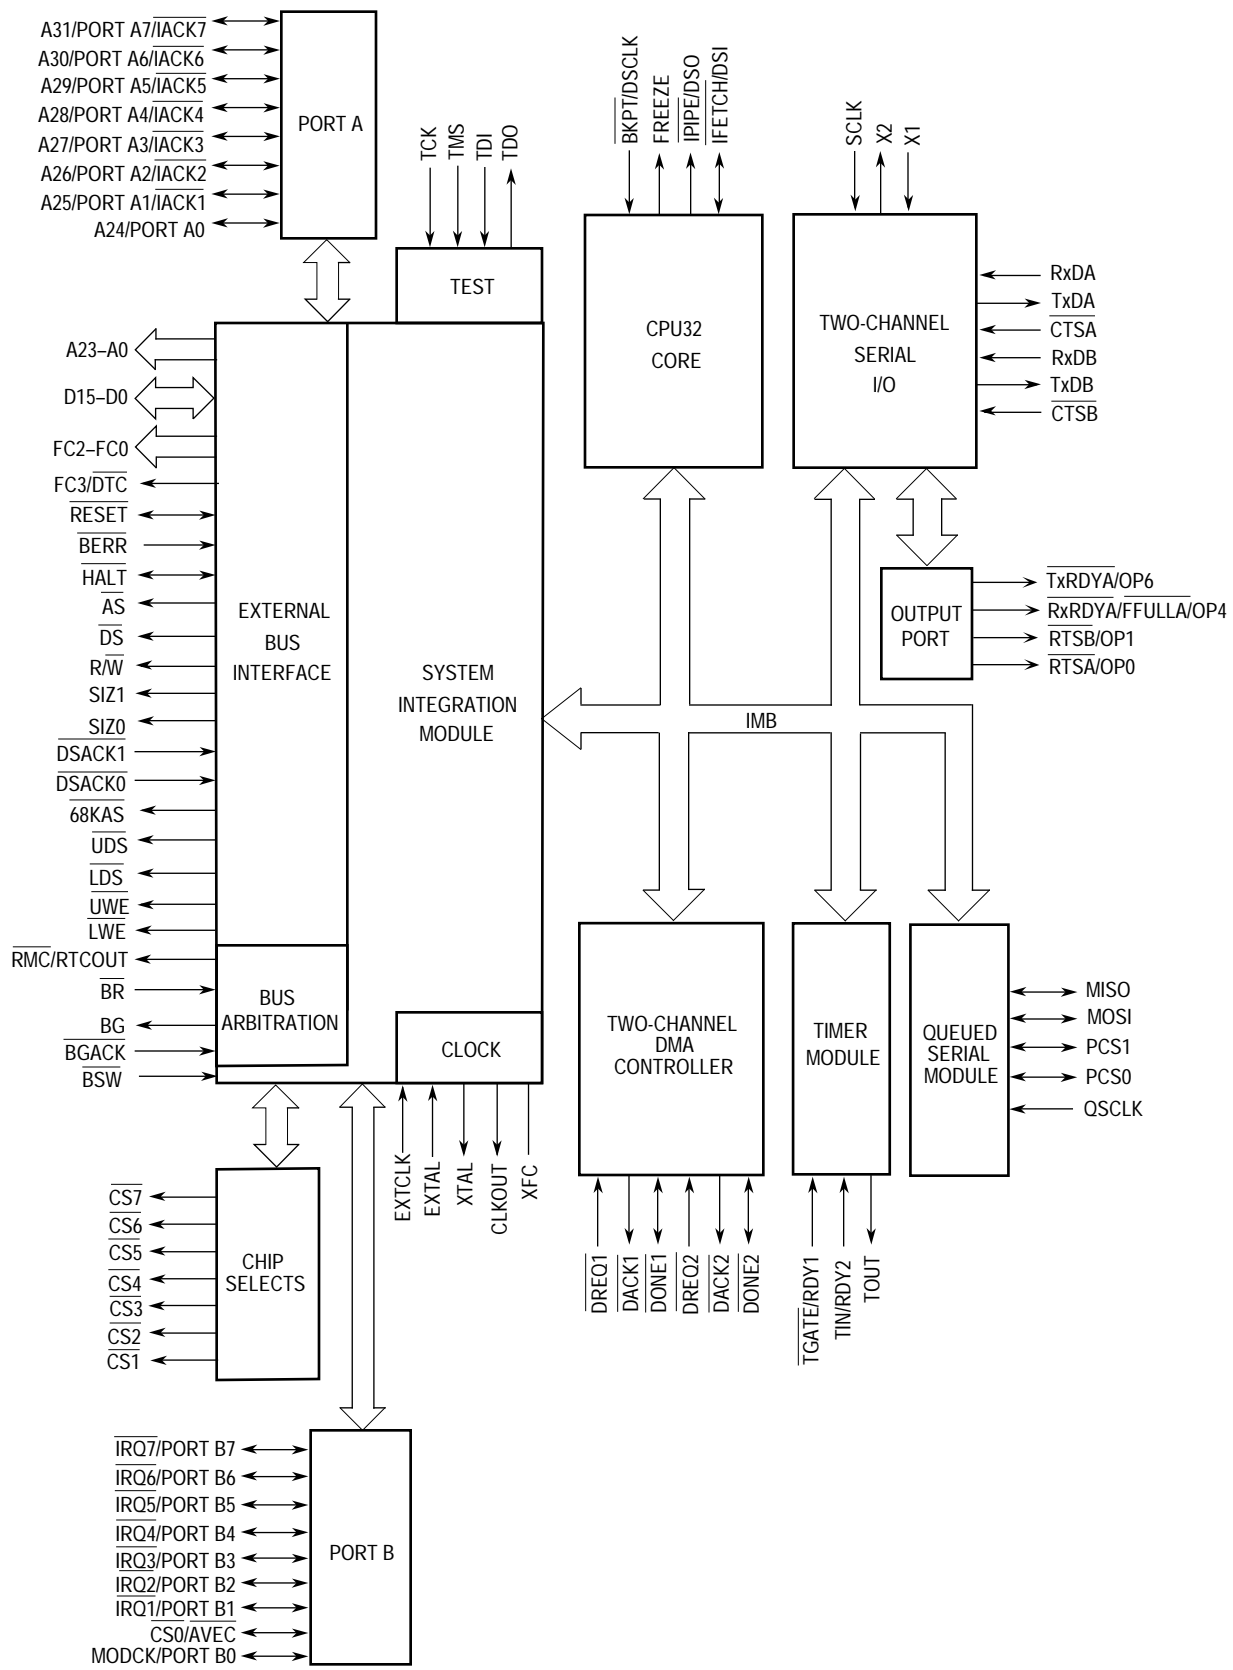 A31/PORT A7/IACK7
A30/PORT A6/IACK6
A29/PORT A5/IACK5
A28/PORT A4/IACK4
A27/PORT A3/IACK3
A26/PORT A2/IACK2
A25/PORT A1/IACK1
A24/PORT A0
PORT A
TCK
TMS
TDI
TDO
TEST
BKPT/DSCLK
FREEZE
IPIPE/DSO
IFETCH/DSI
CPU32
CORE
SCLK
X2
X1
TWO-CHANNEL
SERIAL
I/O
RxDA
TxDA
CTSA
RxDB
TxDB
CTSB
A23–A0
D15–D0
FC2–FC0
FC3/DTC
RESET
BERR
HALT
AS
DS
R/W
SIZ1
SIZ0
DSACK1
DSACK0
68KAS
UDS
LDS
UWE
LWE
RMC/RTCOUT
BR
BG
BGACK
BSW
EXTERNAL
BUS
INTERFACE
SYSTEM
INTEGRATION
MODULE
BUS
ARBITRATION
CLOCK
OUTPUT
PORT
TxRDYA/OP6
RxRDYA/FFULLA/OP4
RTSB/OP1
RTSA/OP0
IMB
TWO-CHANNEL
DMA
CONTROLLER
TIMER
MODULE
QUEUED
SERIAL
MODULE
MISO
MOSI
PCS1
PCS0
QSCLK
EXTCLK
EXTAL
XTAL
CLKOUT
XFC
DREQ1
DACK1
DONE1
DREQ2
DACK2
DONE2
TGATE/RDY1
TIN/RDY2
TOUT
CS7
CS6
CS5
CS4
CS3
CS2
CS1
CHIP
SELECTS
IRQ7/PORT B7
IRQ6/PORT B6
IRQ5/PORT B5
IRQ4/PORT B4
IRQ3/PORT B3
IRQ2/PORT B2
IRQ1/PORT B1
CS0/AVEC
MODCK/PORT B0
PORT B